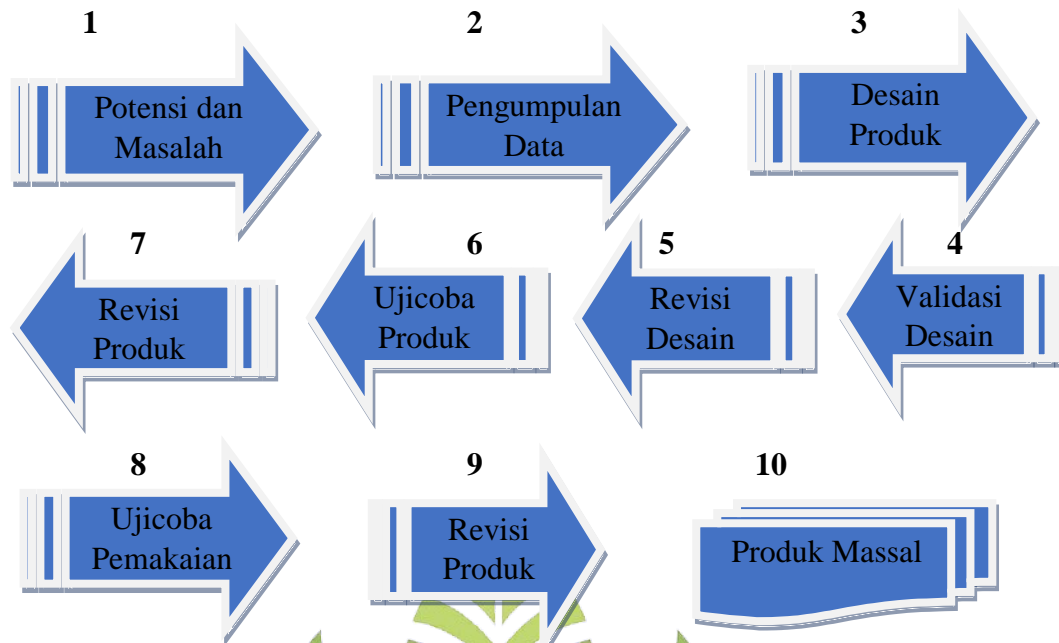 1
Potensi dan
Masalah
2
Pengumpulan
Data
3
Desain
Produk
4
Validasi
Desain
5
Revisi
Desain
6
Ujicoba
Produk
7
Revisi
Produk
8
Ujicoba
Pemakaian
9
Revisi
Produk
10
Produk Massal